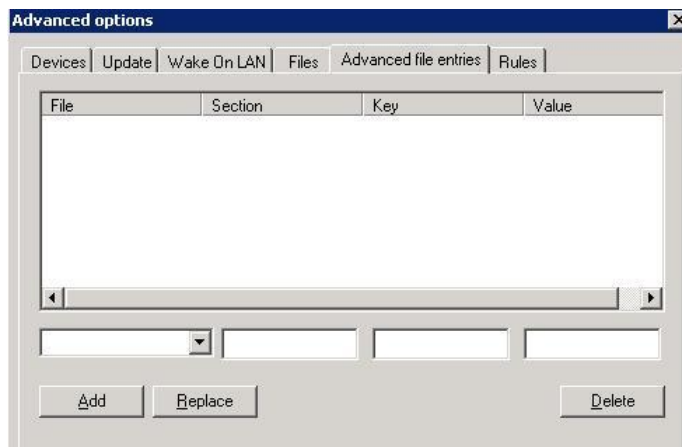 Advanced options
Devices Update Wake On LAN Files Advanced file entries Rules
File Section Key Value
Add Replace Delete